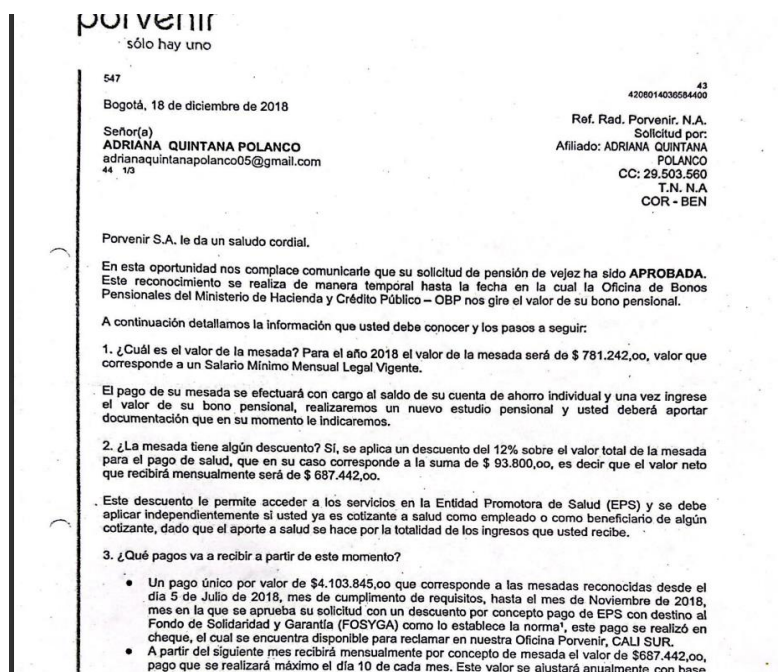 porvenir
sólo hay uno
547
43
4206014036584400
Bogotá, 18 de diciembre de 2018
Ref. Rad. Porvenir. N.A.
Solicitud por:
Afiliado: ADRIANA QUINTANA
POLANCO
CC: 29.503.560
T.N. N.A
COR - BEN
Señor(a)
ADRIANA QUINTANA POLANCO
adrianaquintanapolanco05@gmail.com
44 1/3
Porvenir S.A. le da un saludo cordial.
En esta oportunidad nos complace comunicarle que su solicitud de pensión de vejez ha sido APROBADA.
Este reconocimiento se realiza de manera temporal hasta la fecha en la cual la Oficina de Bonos
Pensionales del Ministerio de Hacienda y Crédito Público – OBP nos gire el valor de su bono pensional.
A continuación detallamos la información que usted debe conocer y los pasos a seguir:
1. ¿Cuál es el valor de la mesada? Para el año 2018 el valor de la mesada será de $ 781.242,oo, valor que
corresponde a un Salario Mínimo Mensual Legal Vigente.
El pago de su mesada se efectuará con cargo al saldo de su cuenta de ahorro individual y una vez ingrese
el valor de su bono pensional, realizaremos un nuevo estudio pensional y usted deberá aportar
documentación que en su momento le indicaremos.
2. ¿La mesada tiene algún descuento? Sí, se aplica un descuento del 12% sobre el valor total de la mesada
para el pago de salud, que en su caso corresponde a la suma de $ 93.800,oo, es decir que el valor neto
que recibirá mensualmente será de $ 687.442,oo.
Este descuento le permite acceder a los servicios en la Entidad Promotora de Salud (EPS) y se debe
aplicar independientemente si usted ya es cotizante a salud como empleado o como beneficiario de algún
cotizante, dado que el aporte a salud se hace por la totalidad de los ingresos que usted recibe.
3. ¿Qué pagos va a recibir a partir de este momento?
• Un pago único por valor de $4.103.845,oo que corresponde a las mesadas reconocidas desde el
día 5 de Julio de 2018, mes de cumplimento de requisitos, hasta el mes de Noviembre de 2018,
mes en la que se aprueba su solicitud con un descuento por concepto pago de EPS con destino al
Fondo de Solidaridad y Garantía (FOSYGA) como lo establece la norma¹, este pago se realizó en
cheque, el cual se encuentra disponible para reclamar en nuestra Oficina Porvenir, CALI SUR.
• A partir del siguiente mes recibirá mensualmente por concepto de mesada el valor de $687.442,oo,
pago que se realizará máximo el día 10 de cada mes. Este valor se ajustará anualmente con base